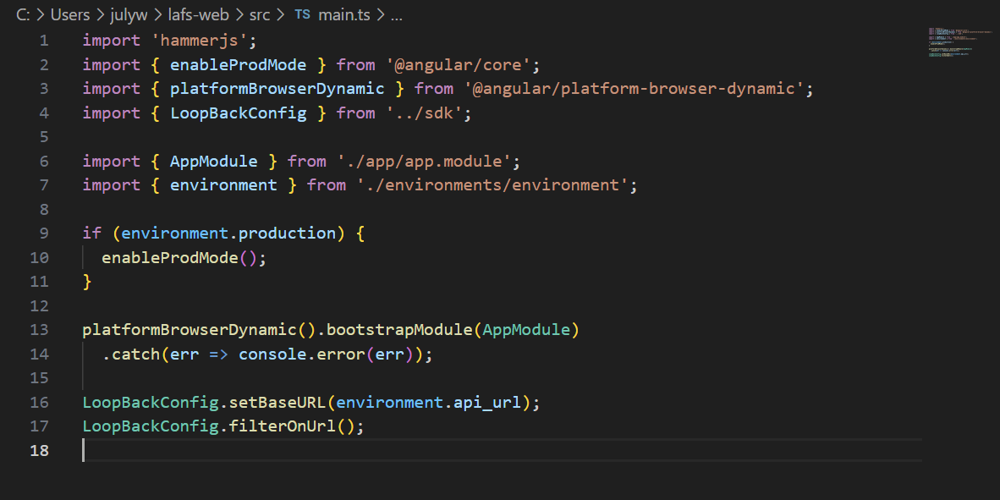 C: > Users > julyw > lafs-web > src > TS main.ts > ...
1 import 'hammerjs';
2 import { enableProdMode } from '@angular/core';
3 import { platformBrowserDynamic } from '@angular/platform-browser-dynamic';
4 import { LoopBackConfig } from '../sdk';
5
6 import { AppModule } from './app/app.module';
7 import { environment } from './environments/environment';
8
9 if (environment.production) {
10   enableProdMode();
11 }
12
13 platformBrowserDynamic().bootstrapModule(AppModule)
14   .catch(err => console.error(err));
15
16 LoopBackConfig.setBaseURL(environment.api_url);
17 LoopBackConfig.filterOnUrl();
18